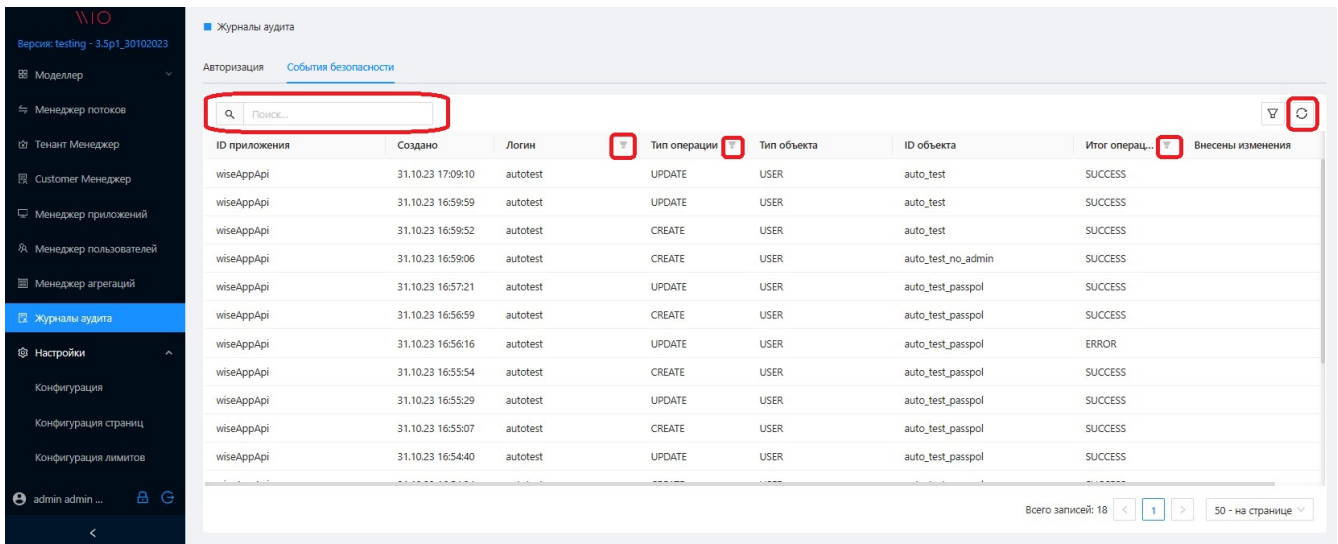 WIO
Версия: testing - 3.5p1_30102023
Моделлер
Менеджер потоков
Тенант Менеджер
Customer Менеджер
Менеджер приложений
Менеджер пользователей
Менеджер агрегаций
Журналы аудита
Настройки
Конфигурация
Конфигурация страниц
Конфигурация лимитов
admin admin ...
Журналы аудита
Авторизация События безопасности
Поиск...
ID приложения Создано Логин Тип операции Тип объекта ID объекта Итог операц... Внесены изменения
wiseAppApi 31.10.23 17:09:10 autotest UPDATE USER auto_test SUCCESS
wiseAppApi 31.10.23 16:59:59 autotest UPDATE USER auto_test SUCCESS
wiseAppApi 31.10.23 16:59:52 autotest CREATE USER auto_test SUCCESS
wiseAppApi 31.10.23 16:59:06 autotest CREATE USER auto_test_no_admin SUCCESS
wiseAppApi 31.10.23 16:57:21 autotest UPDATE USER auto_test_passpol SUCCESS
wiseAppApi 31.10.23 16:56:59 autotest CREATE USER auto_test_passpol SUCCESS
wiseAppApi 31.10.23 16:56:16 autotest UPDATE USER auto_test_passpol ERROR
wiseAppApi 31.10.23 16:55:54 autotest CREATE USER auto_test_passpol SUCCESS
wiseAppApi 31.10.23 16:55:29 autotest UPDATE USER auto_test_passpol SUCCESS
wiseAppApi 31.10.23 16:55:07 autotest CREATE USER auto_test_passpol SUCCESS
wiseAppApi 31.10.23 16:54:40 autotest UPDATE USER auto_test_passpol SUCCESS
Всего записей: 18 < 1 > 50 - на странице